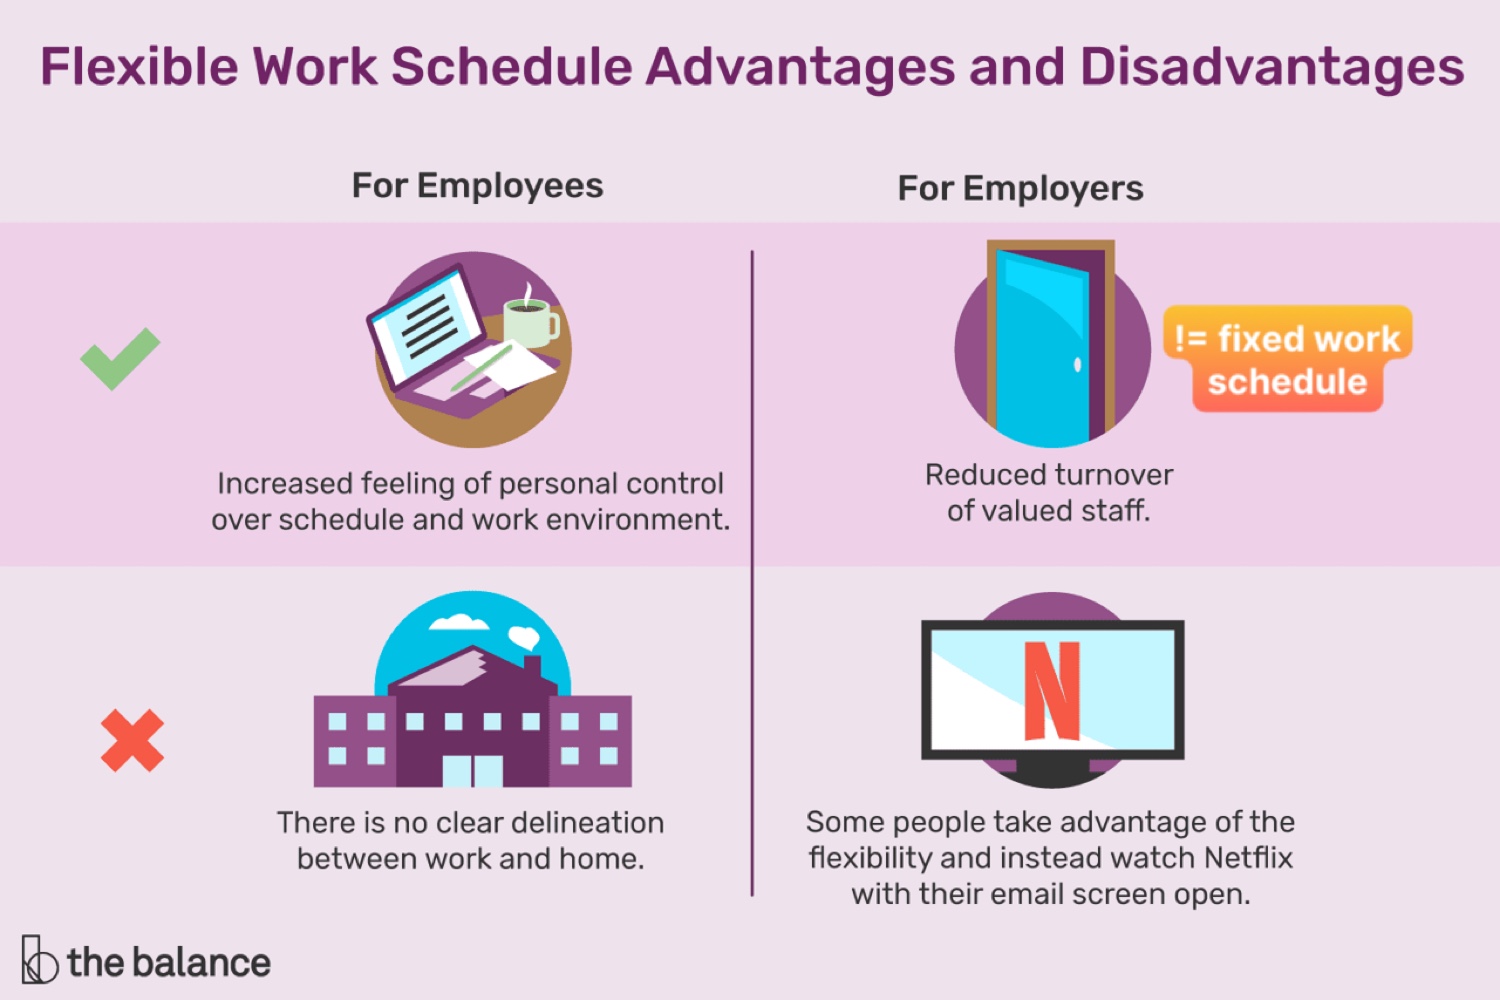 Flexible Work Schedule Advantages and Disadvantages
For Employees
For Employers
!= fixed work
schedule
Increased feeling of personal control
over schedule and work environment.
Reduced turnover
of valued staff.
N
There is no clear delineation
between work and home.
Some people take advantage of the
flexibility and instead watch Netflix
with their email screen open.
the balance